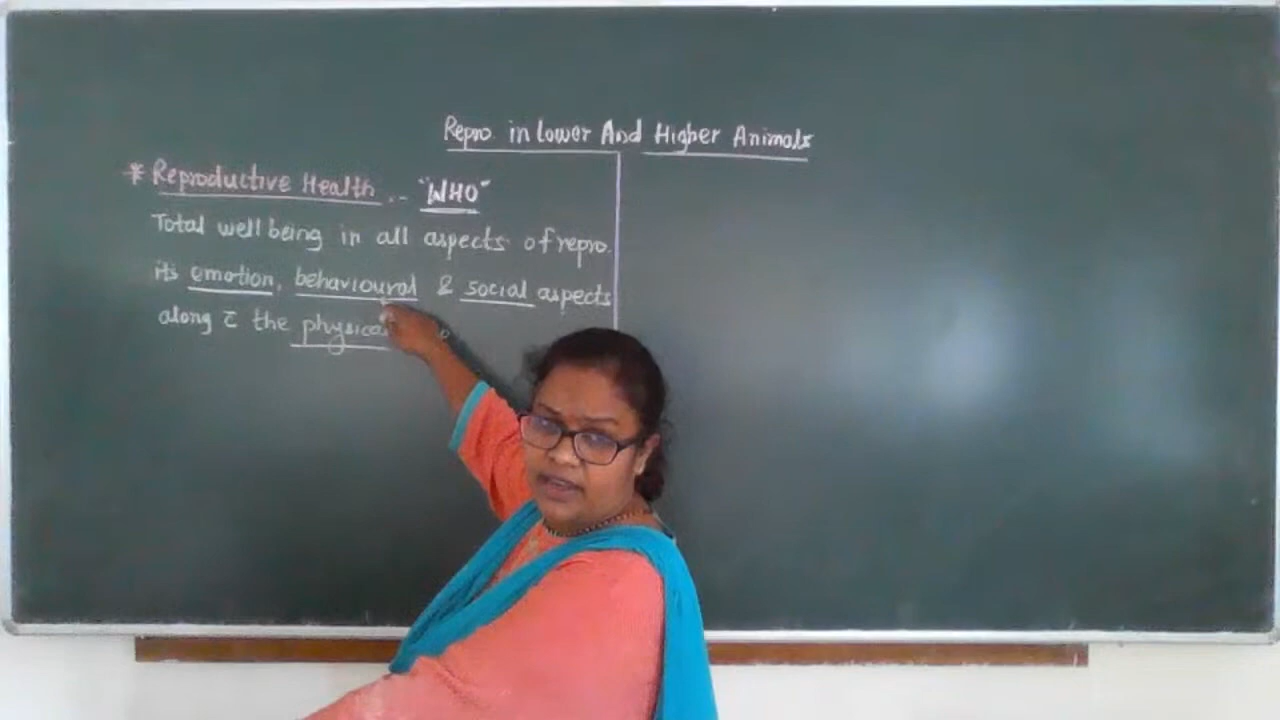 Repro. in Lower And Higher Animals
* Reproductive Health .- "WHO"
Total well being in all aspects of repro.
its emotion, behavioural & social aspects
along c̄ the physical